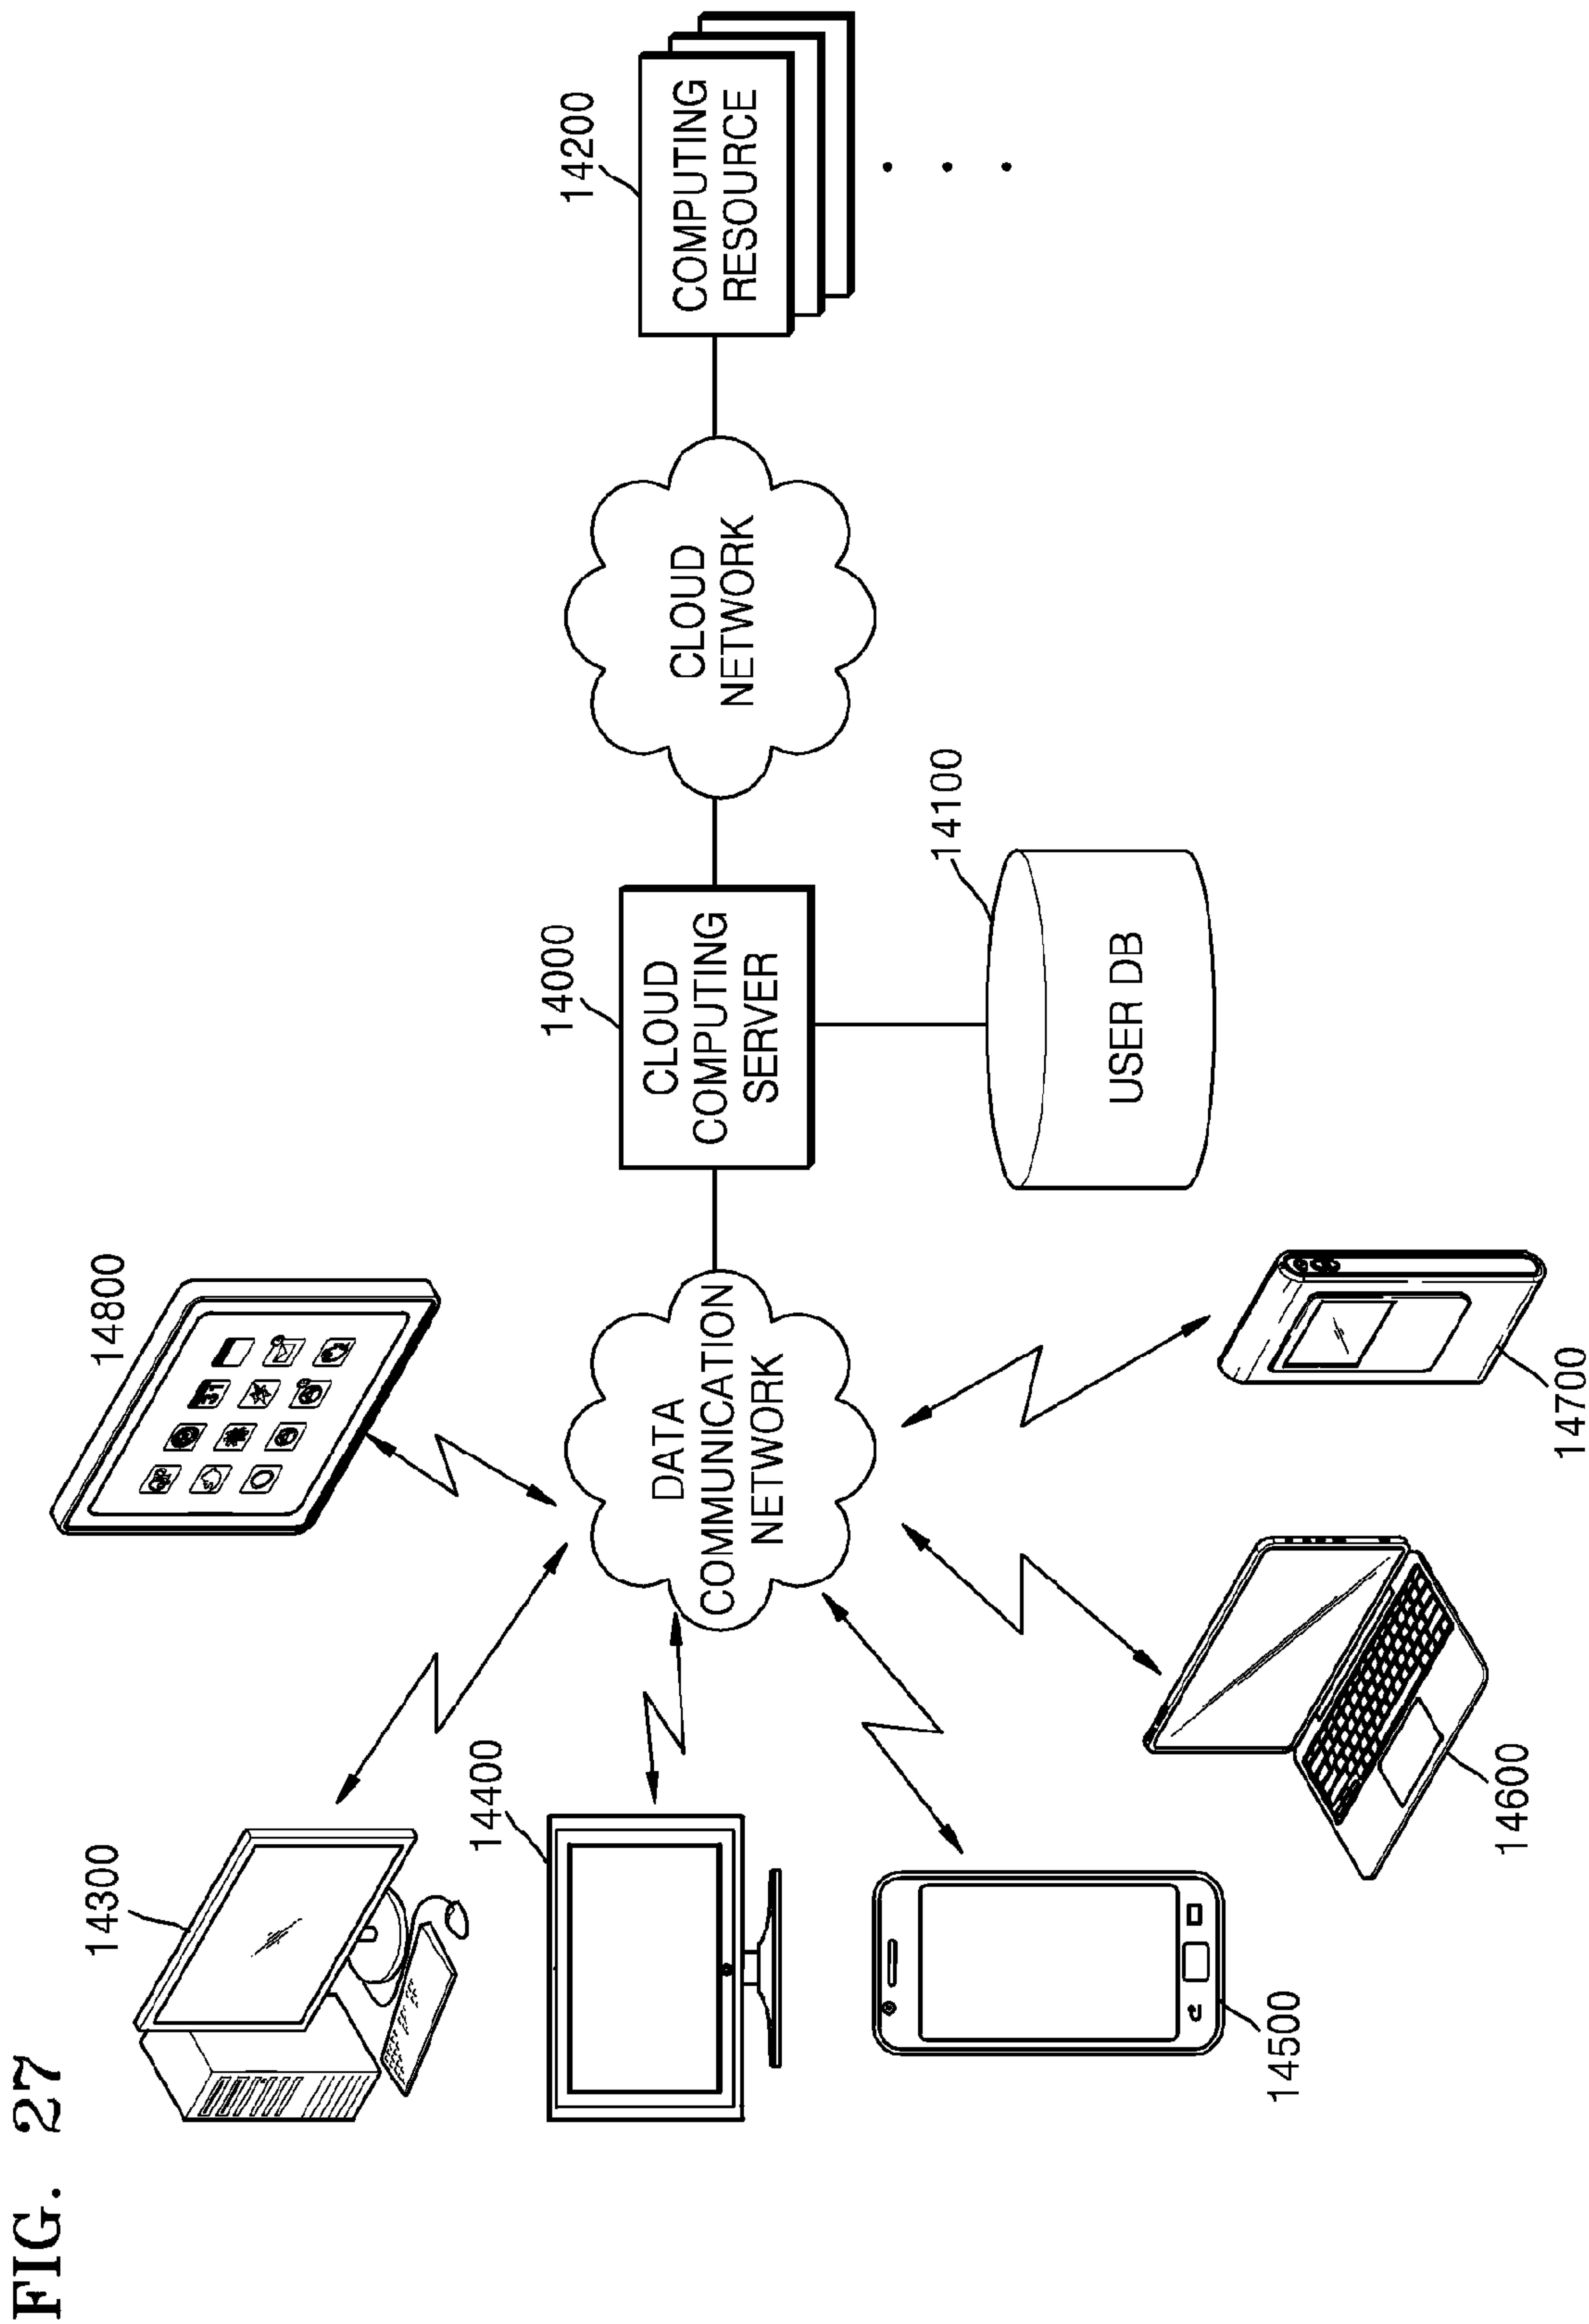 FIG. 27
14300
14800
14400
14000
14200
CLOUD
COMPUTING
SERVER
CLOUD
NETWORK
COMPUTING
RESOURCE
DATA
COMMUNICATION
NETWORK
14100
USER DB
14500
14600
14700
31